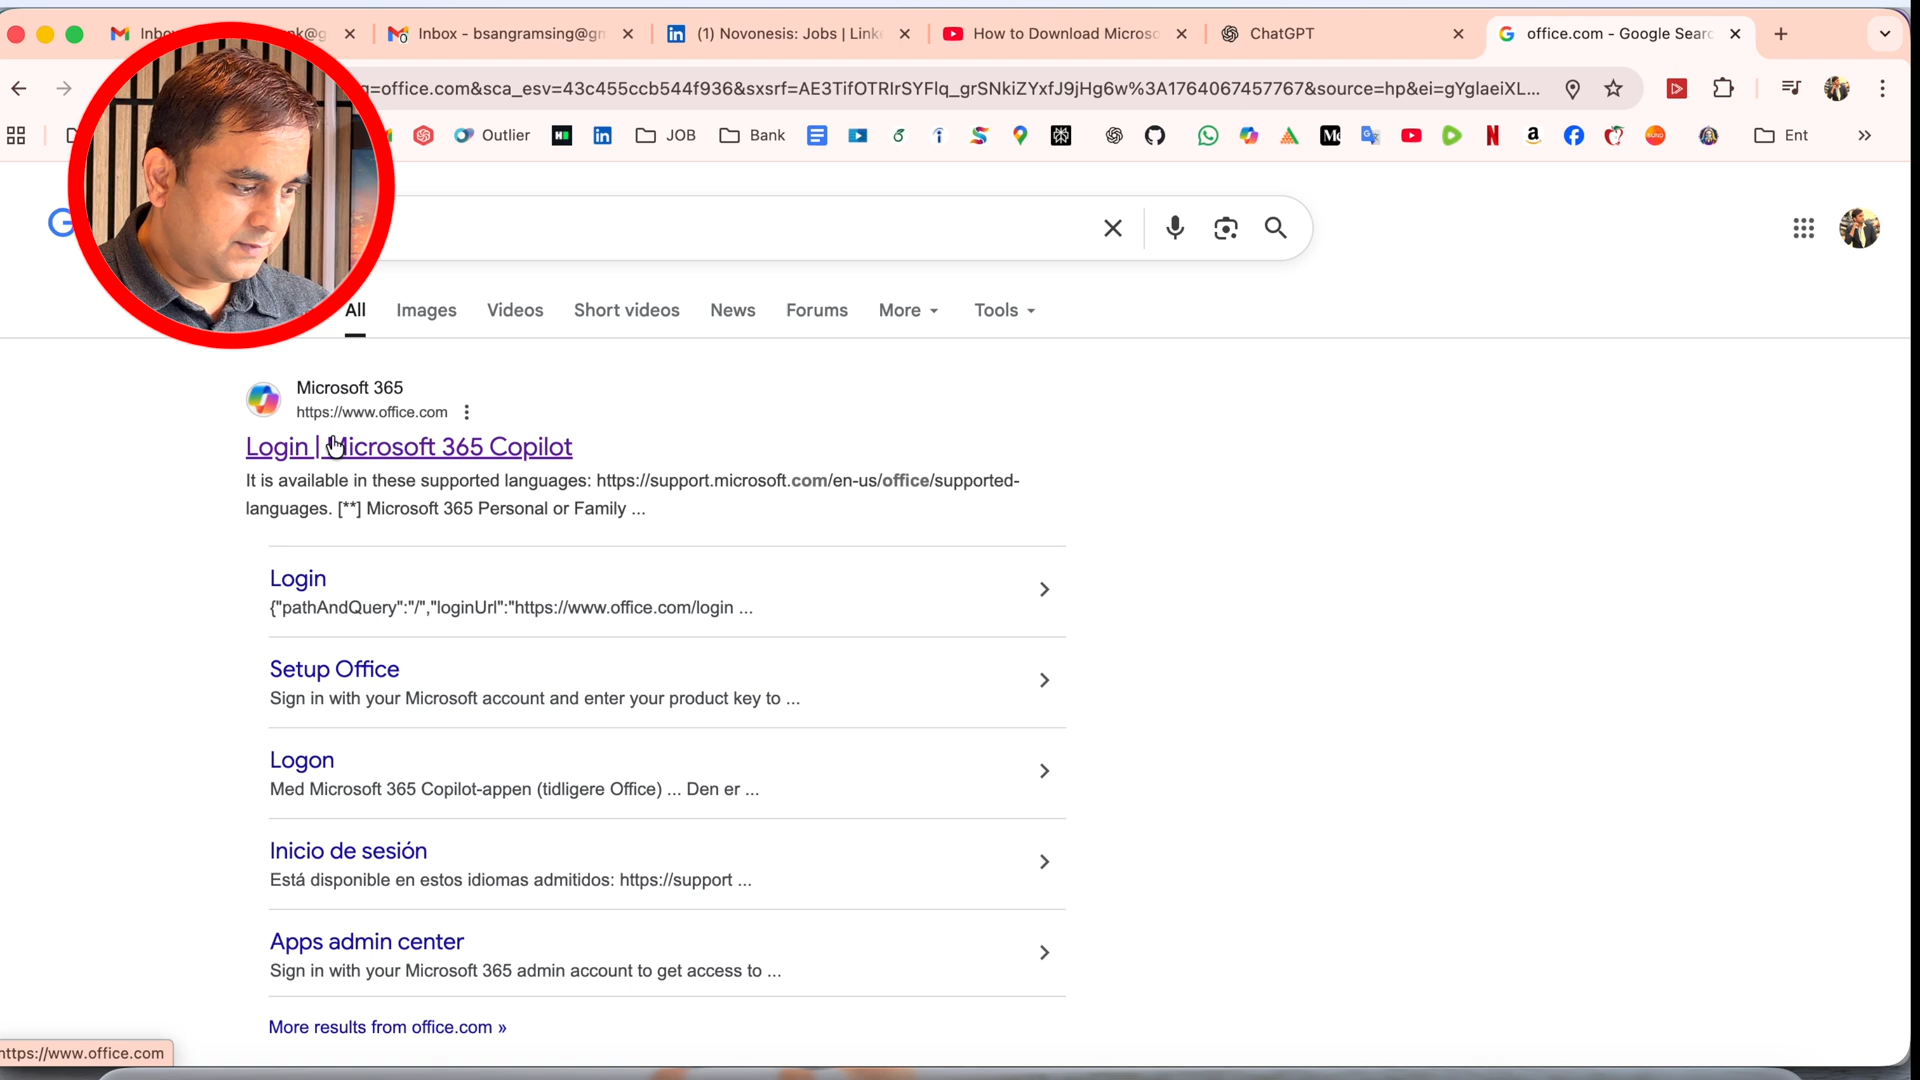 Inbo
nk@g
Inbox - bsangramsing@gm
(1) Novonesis: Jobs | Linke
How to Download Microso
ChatGPT
office.com - Google Searc
q=office.com&sca_esv=43c455ccb544f936&sxsrf=AE3TifOTRIrSYFlq_grSNkiZYxfJ9jHg6w%3A1764067457767&source=hp&ei=gYglaeiXL...
Outlier
JOB
Bank
Ent
All
Images
Videos
Short videos
News
Forums
More
Tools
Microsoft 365
https://www.office.com
Login | Microsoft 365 Copilot
It is available in these supported languages: https://support.microsoft.com/en-us/office/supported-
languages. [**] Microsoft 365 Personal or Family ...
Login
{"pathAndQuery":"/","loginUrl":"https://www.office.com/login ...
Setup Office
Sign in with your Microsoft account and enter your product key to ...
Logon
Med Microsoft 365 Copilot-appen (tidligere Office) ... Den er ...
Inicio de sesión
Está disponible en estos idiomas admitidos: https://support ...
Apps admin center
Sign in with your Microsoft 365 admin account to get access to ...
More results from office.com »
https://www.office.com